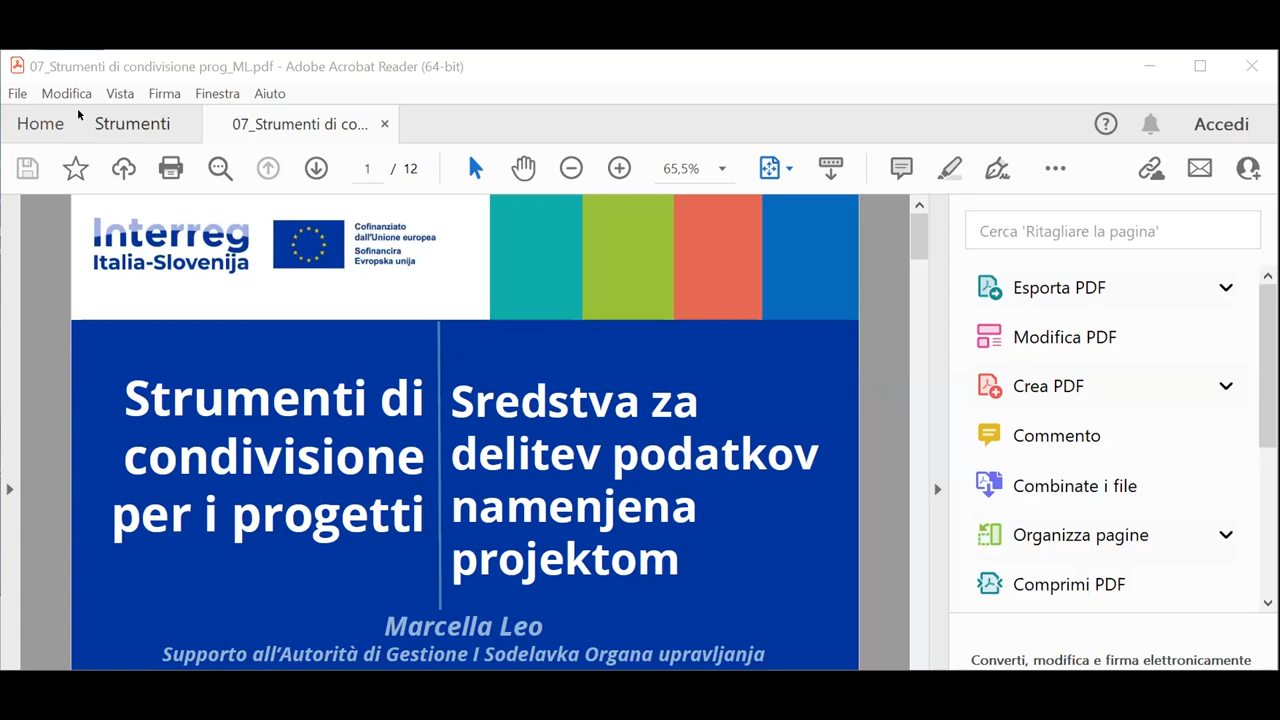 07_Strumenti di condivisione prog_ML.pdf - Adobe Acrobat Reader (64-bit)
File Modifica Vista Firma Finestra Aiuto
Home Strumenti 07_Strumenti di co... Accedi
1 / 12 65,5%
Interreg
Italia-Slovenija
Cofinanziato
dall'Unione europea
Sofinancira
Evropska unija
Strumenti di
condivisione
per i progetti
Sredstva za
delitev podatkov
namenjena
projektom
Marcella Leo
Supporto all’Autorità di Gestione I Sodelavka Organa upravljanja
Cerca 'Ritagliare la pagina'
Esporta PDF
Modifica PDF
Crea PDF
Commento
Combinate i file
Organizza pagine
Comprimi PDF
Converti, modifica e firma elettronicamente